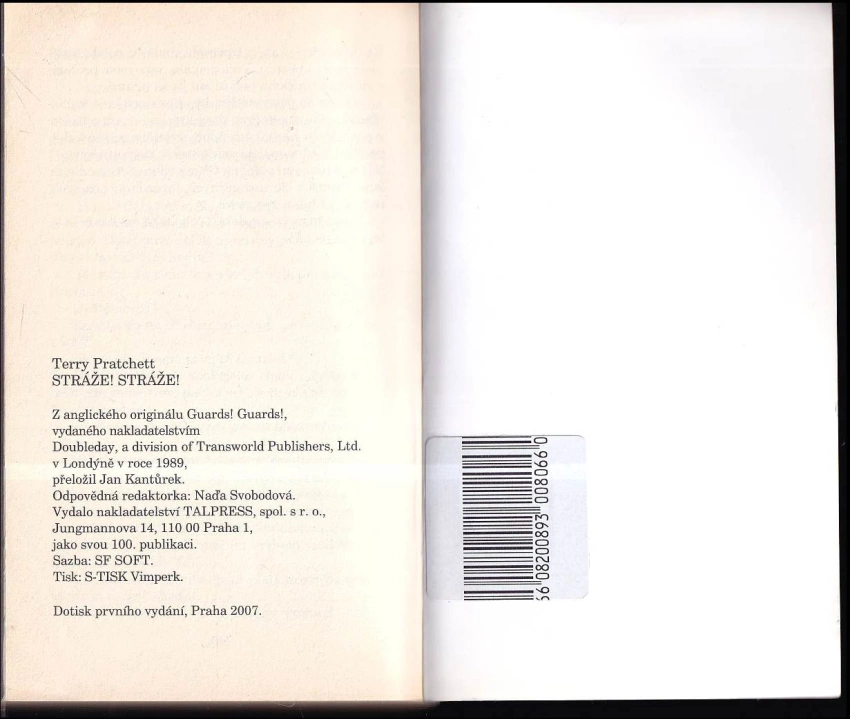 Terry Pratchett
STRÁŽE! STRÁŽE!
Z anglického originálu Guards! Guards!,
vydaného nakladatelstvím
Doubleday, a division of Transworld Publishers, Ltd.
v Londýně v roce 1989,
přeložil Jan Kantůrek.
Odpovědná redaktorka: Naďa Svobodová.
Vydalo nakladatelství TALPRESS, spol. s r. o.,
Jungmannova 14, 110 00 Praha 1,
jako svou 100. publikaci.
Sazba: SF SOFT.
Tisk: S-TISK Vimperk.
Dotisk prvního vydání, Praha 2007.